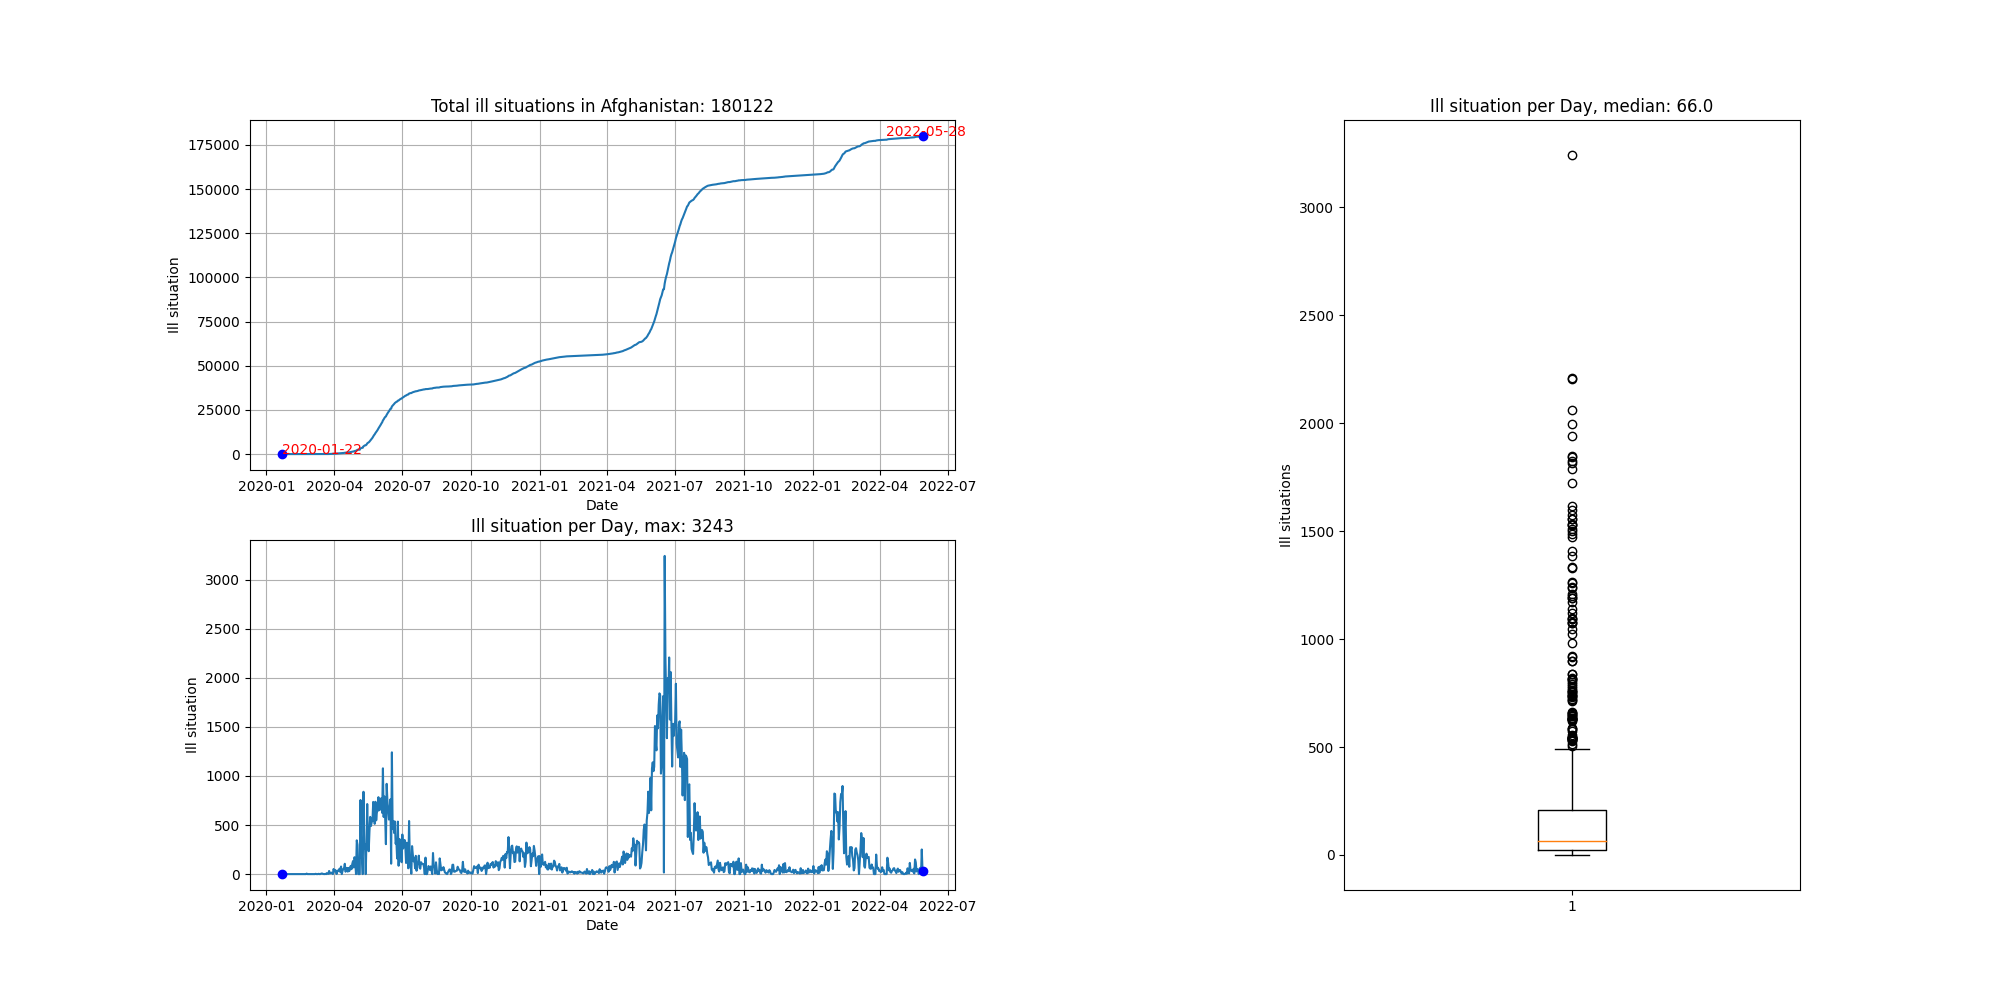 Total ill situations in Afghanistan: 180122
2022-05-28
175000
150000
125000
100000
75000
50000
25000
0
Ill situation
2020-01-22
2020-01 2020-04 2020-07 2020-10 2021-01 2021-04 2021-07 2021-10 2022-01 2022-04 2022-07
Date
Ill situation per Day, max: 3243
3000
2500
2000
1500
1000
500
0
Ill situation
2020-01 2020-04 2020-07 2020-10 2021-01 2021-04 2021-07 2021-10 2022-01 2022-04 2022-07
Date
Ill situation per Day, median: 66.0
3000
2500
2000
1500
1000
500
0
Ill situations
1